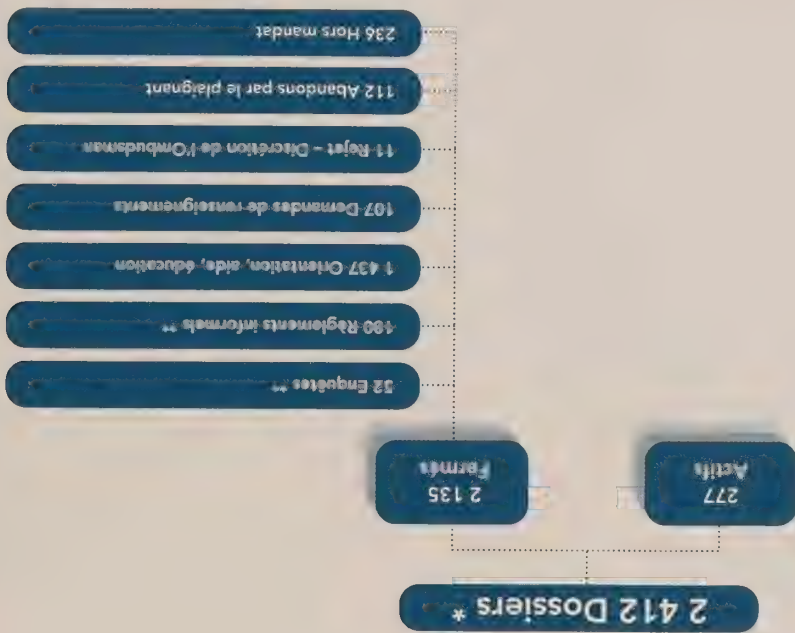 2 412 Dossiers *
277
Actifs
2 135
Fermés
52 Enquêtes **
180 Règlements informels **
1 437 Orientation, aide, éducation
107 Demandes de renseignements
11 Rejet – Discrétion de l'Ombudsman
112 Abandons par le plaignant
236 Hors mandat